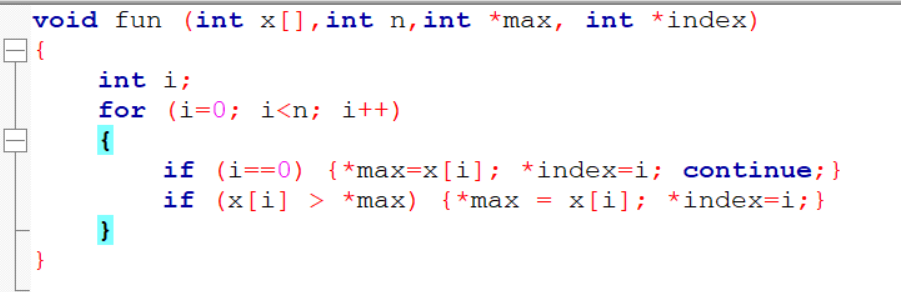 void fun (int x[],int n,int *max, int *index)
{
int i;
for (i=0; i<n; i++)
{
if (i==0) {*max=x[i]; *index=i; continue;}
if (x[i] > *max) {*max = x[i]; *index=i;}
}
}